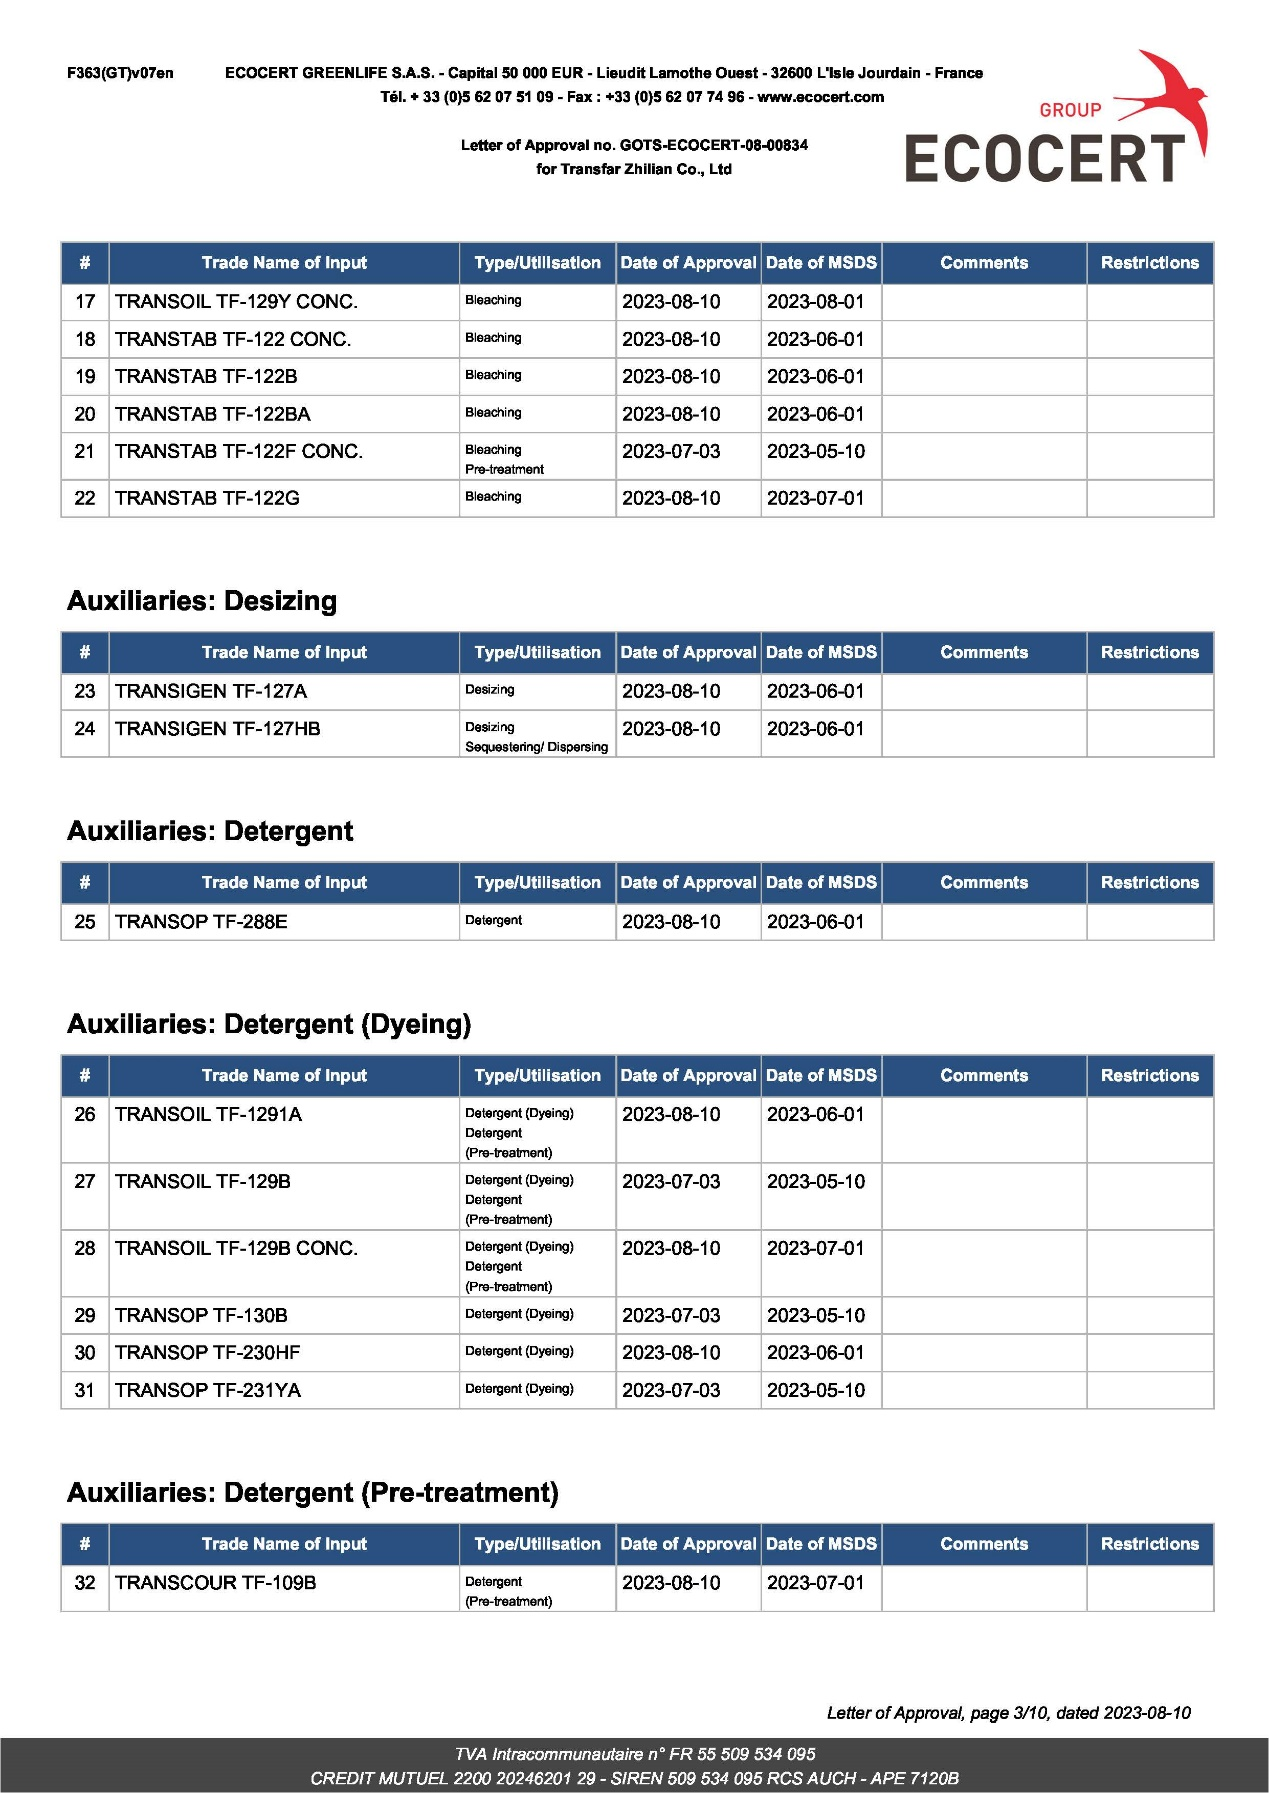 F363(GT)v07en ECOCERT GREENLIFE S.A.S. - Capital 50 000 EUR - Lieudit Lamothe Ouest - 32600 L'Isle Jourdain - France
Tél. + 33 (0)5 62 07 51 09 - Fax : +33 (0)5 62 07 74 96 - www.ecocert.com
GROUP
ECOCERT
Letter of Approval no. GOTS-ECOCERT-08-00834
for Transfar Zhilian Co., Ltd
# Trade Name of Input Type/Utilisation Date of Approval Date of MSDS Comments Restrictions
17 TRANSOIL TF-129Y CONC. Bleaching 2023-08-10 2023-08-01
18 TRANSTAB TF-122 CONC. Bleaching 2023-08-10 2023-06-01
19 TRANSTAB TF-122B Bleaching 2023-08-10 2023-06-01
20 TRANSTAB TF-122BA Bleaching 2023-08-10 2023-06-01
21 TRANSTAB TF-122F CONC. Bleaching 2023-07-03 2023-05-10
Pre-treatment
22 TRANSTAB TF-122G Bleaching 2023-08-10 2023-07-01
Auxiliaries: Desizing
# Trade Name of Input Type/Utilisation Date of Approval Date of MSDS Comments Restrictions
23 TRANSIGEN TF-127A Desizing 2023-08-10 2023-06-01
24 TRANSIGEN TF-127HB Desizing 2023-08-10 2023-06-01
Sequestering/ Dispersing
Auxiliaries: Detergent
# Trade Name of Input Type/Utilisation Date of Approval Date of MSDS Comments Restrictions
25 TRANSOP TF-288E Detergent 2023-08-10 2023-06-01
Auxiliaries: Detergent (Dyeing)
# Trade Name of Input Type/Utilisation Date of Approval Date of MSDS Comments Restrictions
26 TRANSOIL TF-1291A Detergent (Dyeing) 2023-08-10 2023-06-01
Detergent
(Pre-treatment)
27 TRANSOIL TF-129B Detergent (Dyeing) 2023-07-03 2023-05-10
Detergent
(Pre-treatment)
28 TRANSOIL TF-129B CONC. Detergent (Dyeing) 2023-08-10 2023-07-01
Detergent
(Pre-treatment)
29 TRANSOP TF-130B Detergent (Dyeing) 2023-07-03 2023-05-10
30 TRANSOP TF-230HF Detergent (Dyeing) 2023-08-10 2023-06-01
31 TRANSOP TF-231YA Detergent (Dyeing) 2023-07-03 2023-05-10
Auxiliaries: Detergent (Pre-treatment)
# Trade Name of Input Type/Utilisation Date of Approval Date of MSDS Comments Restrictions
32 TRANSCOUR TF-109B Detergent 2023-08-10 2023-07-01
(Pre-treatment)
Letter of Approval, page 3/10, dated 2023-08-10
TVA Intracommunautaire n° FR 55 509 534 095
CREDIT MUTUEL 2200 20246201 29 - SIREN 509 534 095 RCS AUCH - APE 7120B